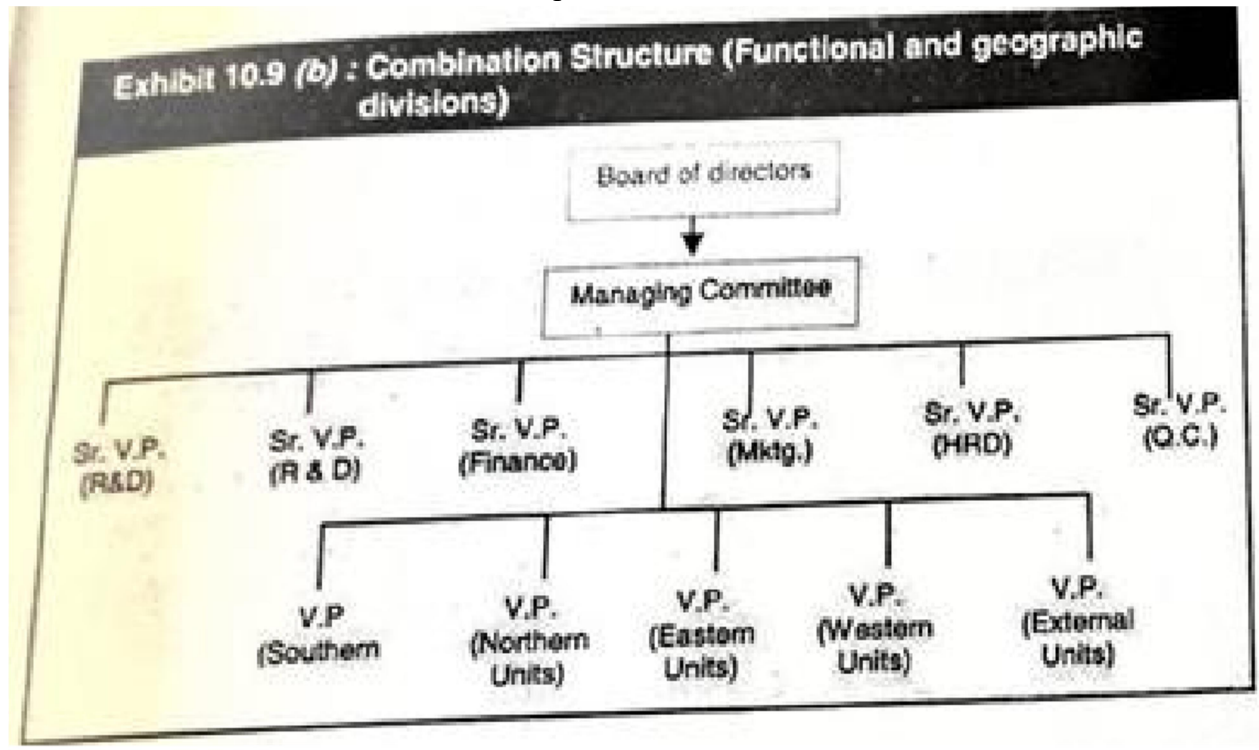 Exhibit 10.9 (b) : Combination Structure (Functional and geographic
divisions)
Board of directors
Managing Committee
Sr. V.P.
(R&D)
Sr. V.P.
(R & D)
Sr. V.P.
(Finance)
Sr. V.P.
(Mktg.)
Sr. V.P.
(HRD)
Sr. V.P.
(Q.C.)
V.P
(Southern
V.P.
(Northern
Units)
V.P.
(Eastern
Units)
V.P.
(Western
Units)
V.P.
(External
Units)